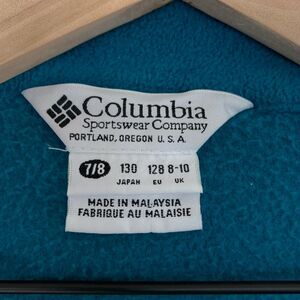 Columbia
Sportswear Company
PORTLAND, OREGON U.S.A.
7/8 130 128 8-10
JAPAN EU UK
MADE IN MALAYSIA
FABRIQUE AU MALAISIE